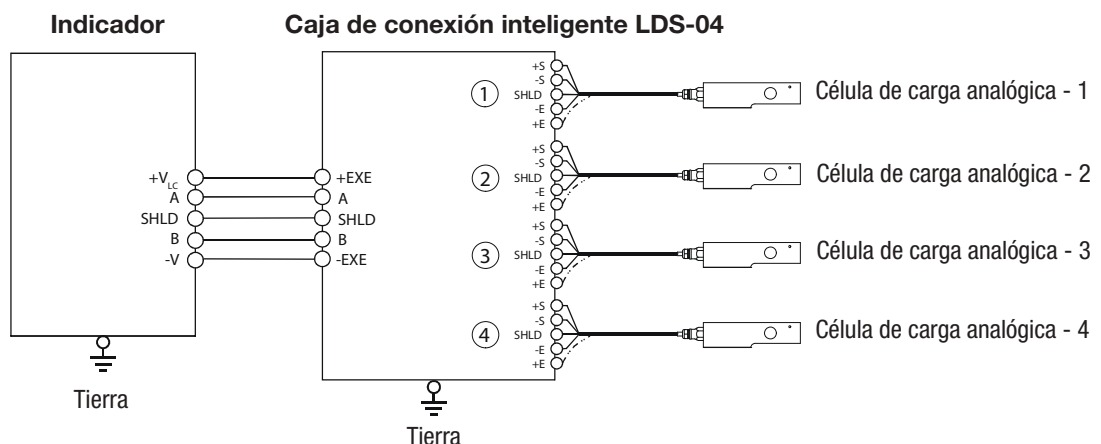 Indicador
Caja de conexión inteligente LDS-04
+V_LC
A
SHLD
B
-V
Tierra
+EXE
A
SHLD
B
-EXE
Tierra
1
+S
-S
SHLD
-E
+E
Célula de carga analógica - 1
2
+S
-S
SHLD
-E
+E
Célula de carga analógica - 2
3
+S
-S
SHLD
-E
+E
Célula de carga analógica - 3
4
+S
-S
SHLD
-E
+E
Célula de carga analógica - 4